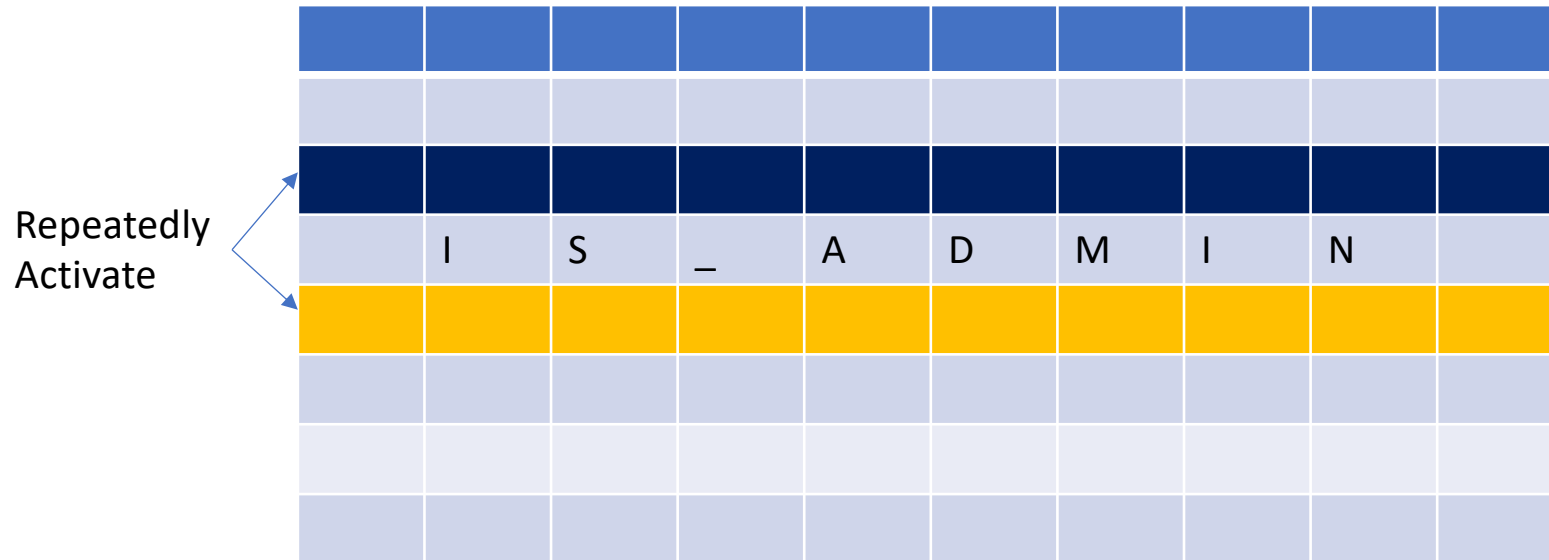 Repeatedly
Activate
I S _ A D M I N